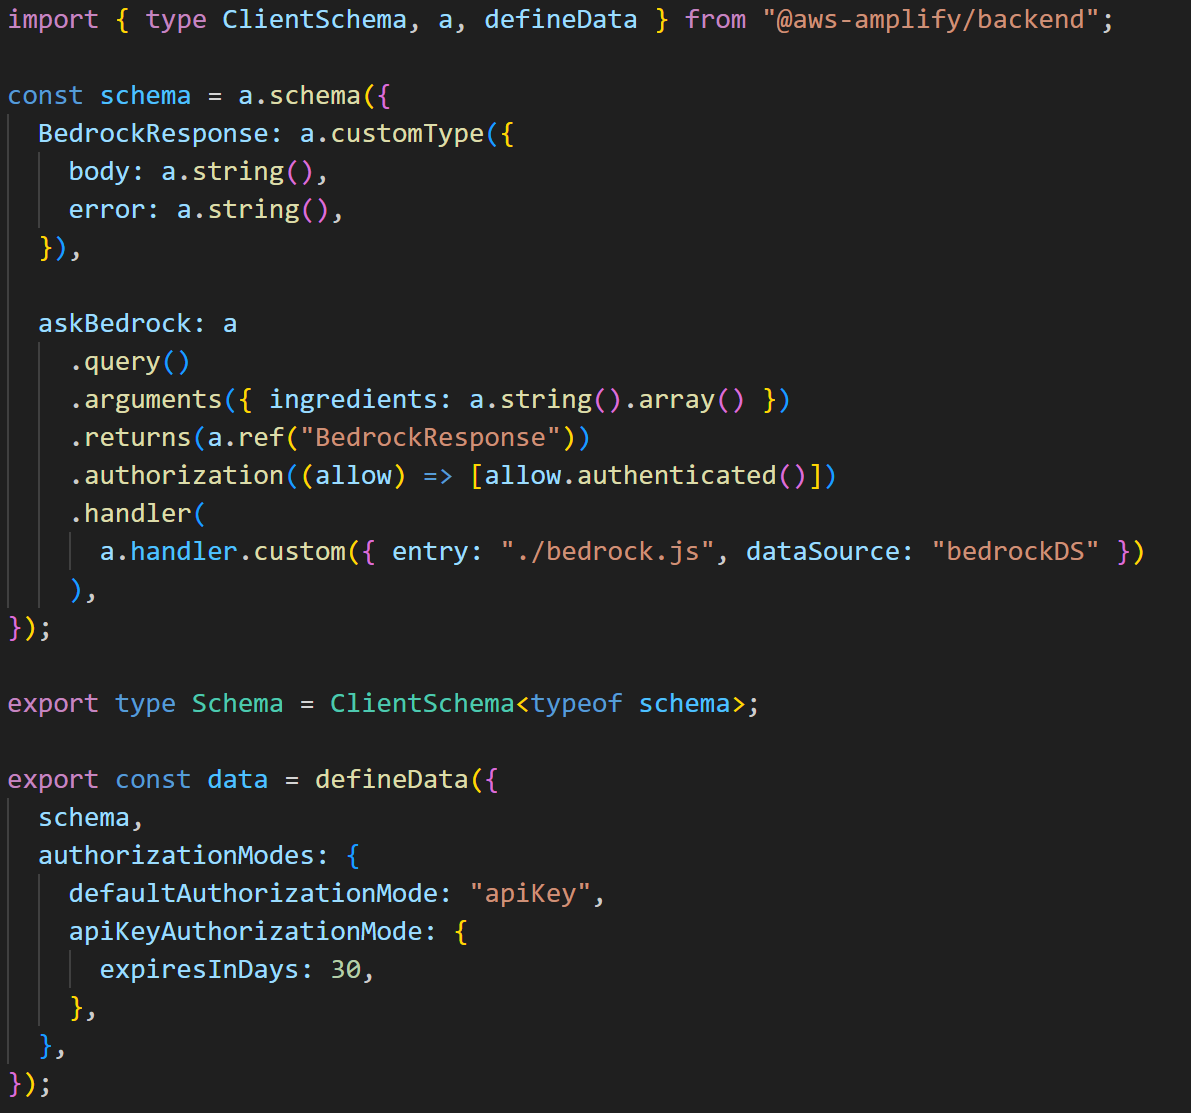 import { type ClientSchema, a, defineData } from "@aws-amplify/backend";

const schema = a.schema({
  BedrockResponse: a.customType({
    body: a.string(),
    error: a.string(),
  }),

  askBedrock: a
    .query()
    .arguments({ ingredients: a.string().array() })
    .returns(a.ref("BedrockResponse"))
    .authorization((allow) => [allow.authenticated()])
    .handler(
      a.handler.custom({ entry: "./bedrock.js", dataSource: "bedrockDS" })
    ),
});

export type Schema = ClientSchema<typeof schema>;

export const data = defineData({
  schema,
  authorizationModes: {
    defaultAuthorizationMode: "apiKey",
    apiKeyAuthorizationMode: {
      expiresInDays: 30,
    },
  },
});